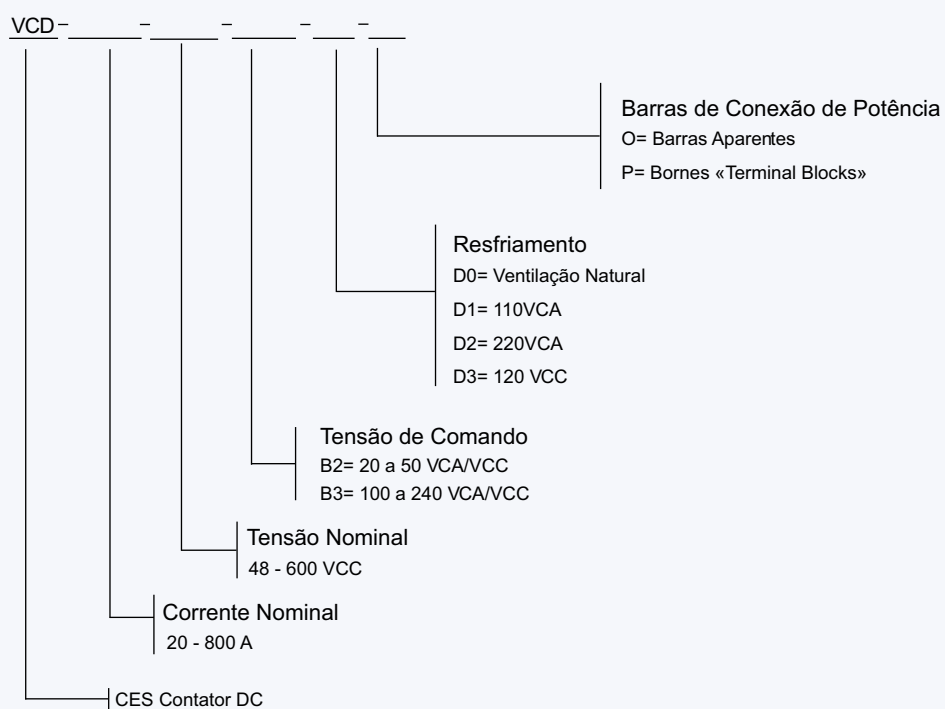 VCD
Barras de Conexão de Potência
O= Barras Aparentes
P= Bornes «Terminal Blocks»
Resfriamento
D0= Ventilação Natural
D1= 110VCA
D2= 220VCA
D3= 120 VCC
Tensão de Comando
B2= 20 a 50 VCA/VCC
B3= 100 a 240 VCA/VCC
Tensão Nominal
48 - 600 VCC
Corrente Nominal
20 - 800 A
CES Contator DC